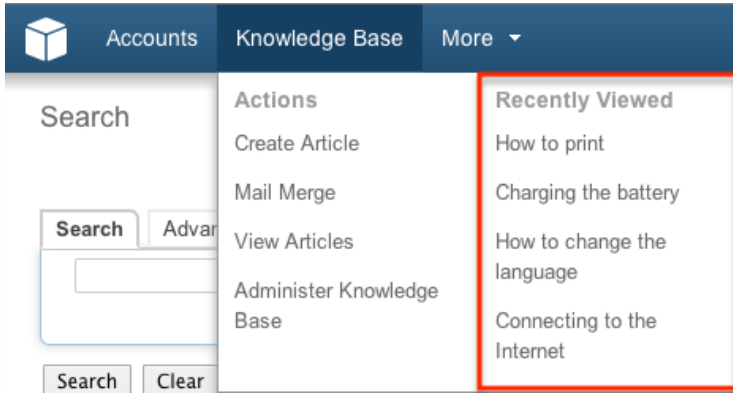 Accounts
Knowledge Base
More
Search
Actions
Create Article
Mail Merge
View Articles
Administer Knowledge
Base
Recently Viewed
How to print
Charging the battery
How to change the
language
Connecting to the
Internet
Search
Advar
Search
Clear